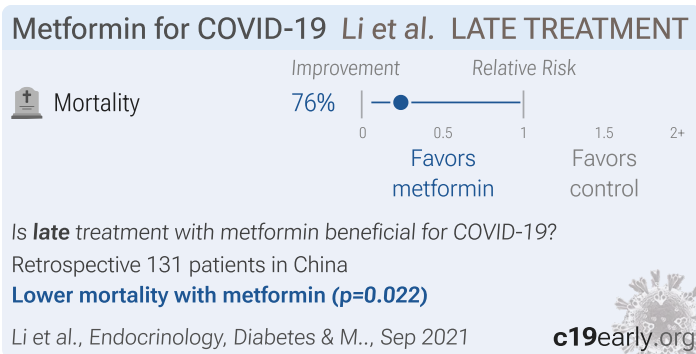 Metformin for COVID-19 Li et al. LATE TREATMENT
Improvement Relative Risk
Mortality 76%
0 0.5 1 1.5 2+
Favors metformin Favors control
Is late treatment with metformin beneficial for COVID-19?
Retrospective 131 patients in China
Lower mortality with metformin (p=0.022)
Li et al., Endocrinology, Diabetes & M.., Sep 2021 c19early.org